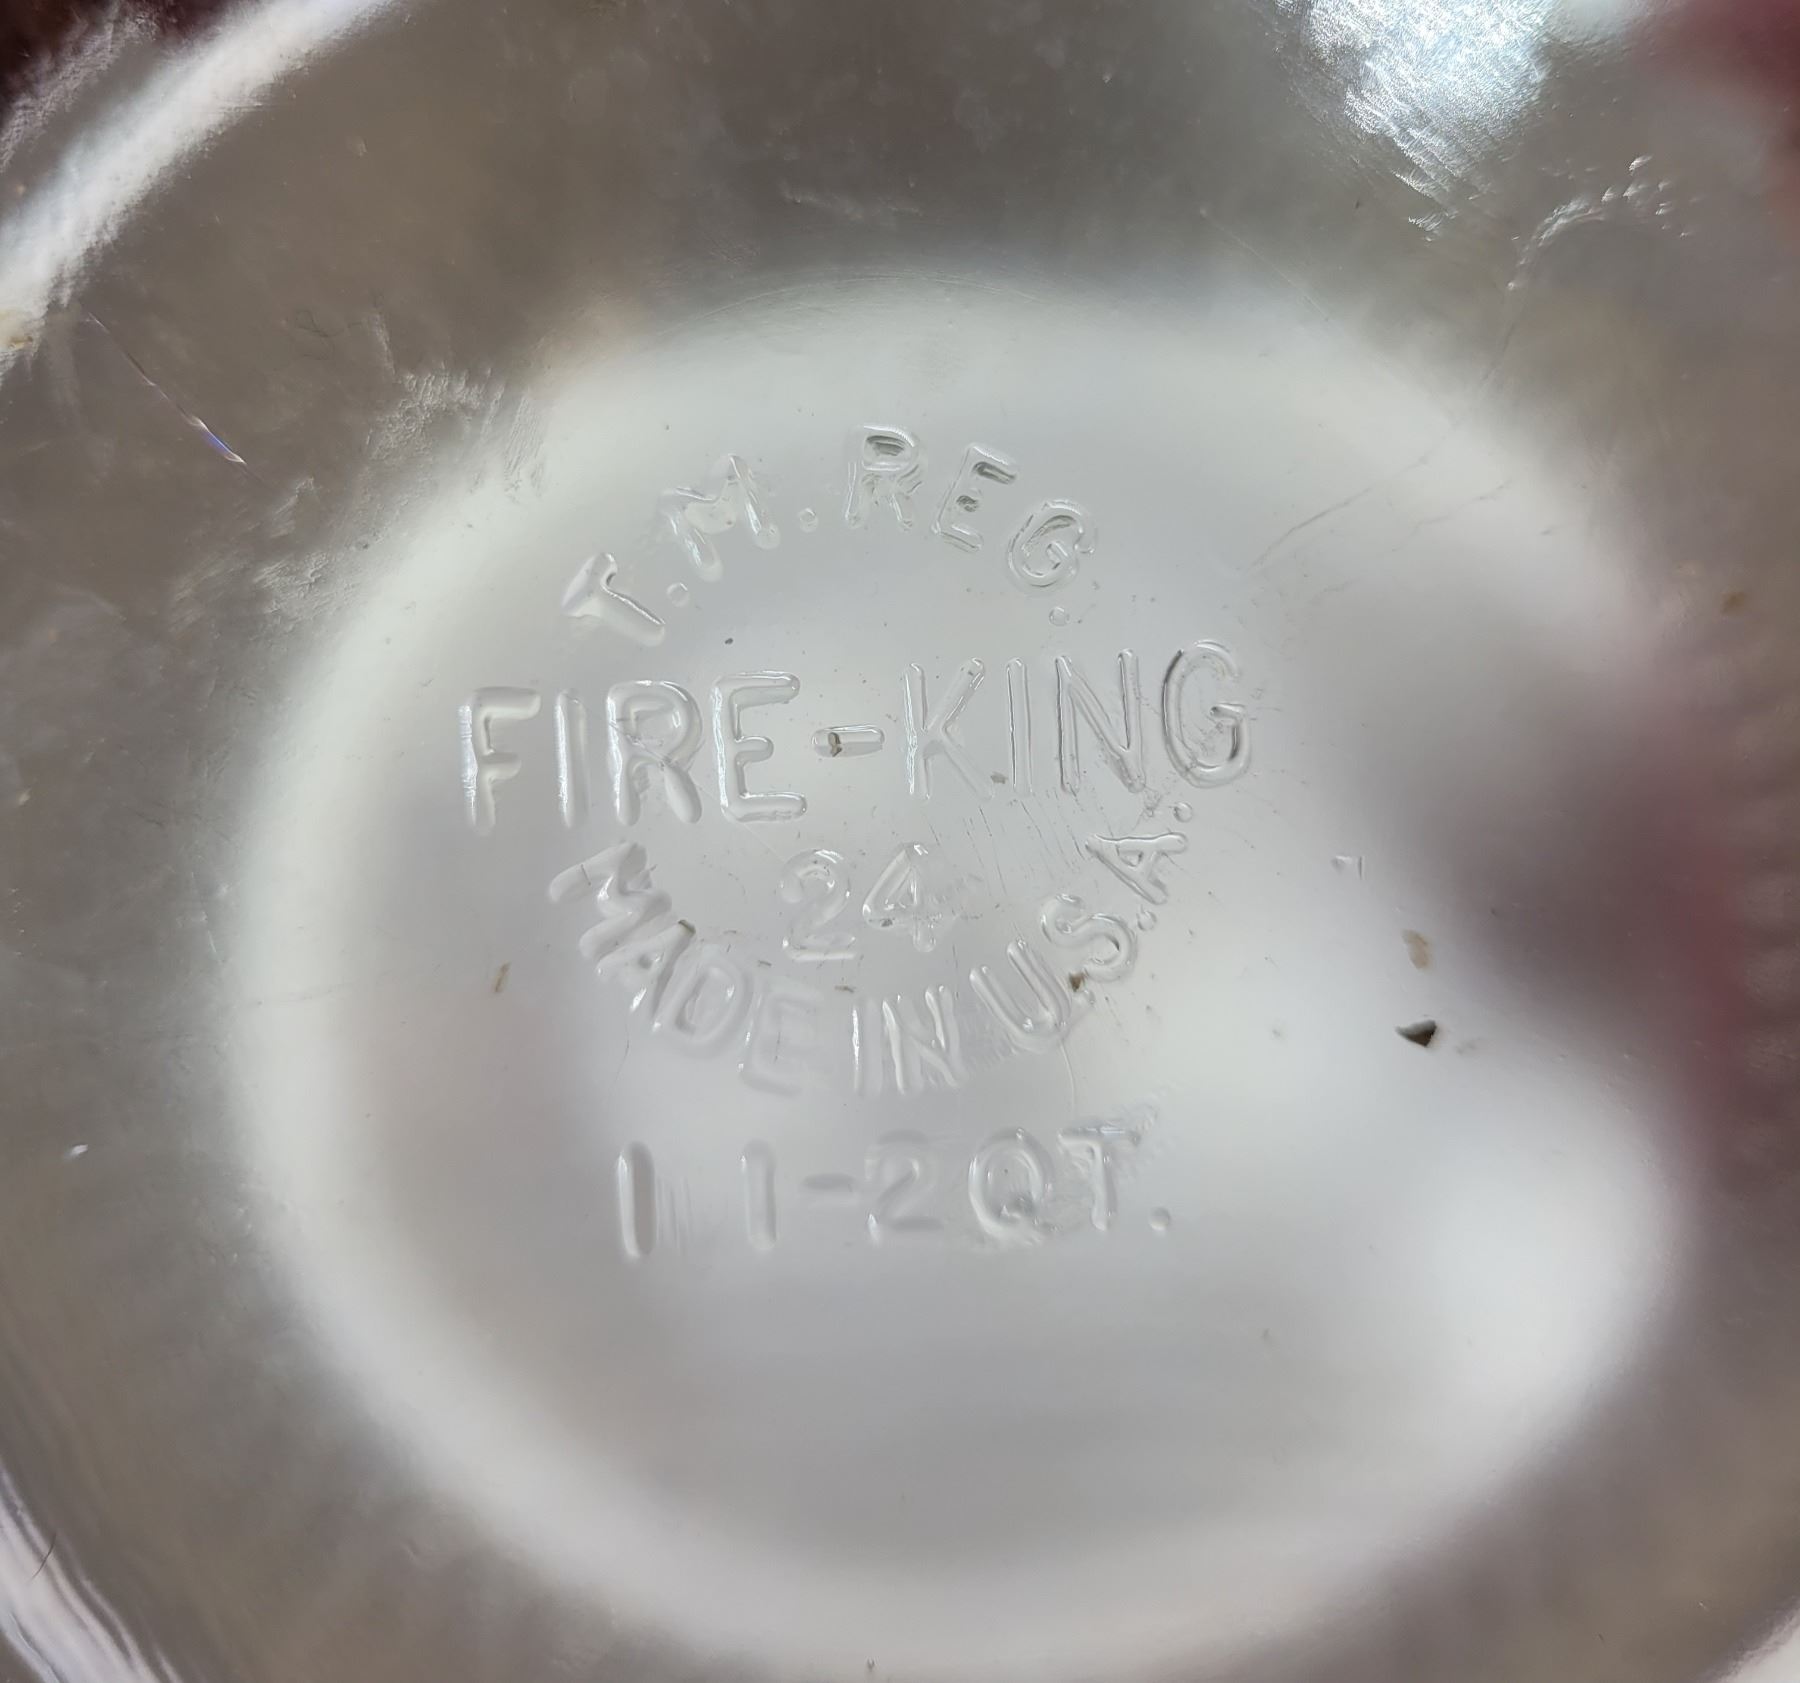 T.M. REG.
FIRE-KING
24
MADE IN U.S.A.
1 1-2 QT.